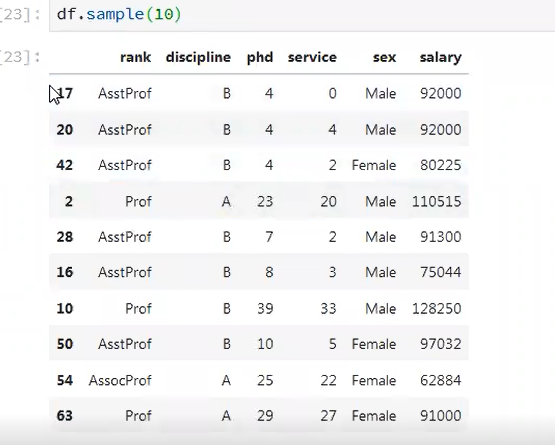 [23]: df.sample(10)
[23]: rank discipline phd service sex salary
17 AsstProf B 4 0 Male 92000
20 AsstProf B 4 4 Male 92000
42 AsstProf B 4 2 Female 80225
2 Prof A 23 20 Male 110515
28 AsstProf B 7 2 Male 91300
16 AsstProf B 8 3 Male 75044
10 Prof B 39 33 Male 128250
50 AsstProf B 10 5 Female 97032
54 AssocProf A 25 22 Female 62884
63 Prof A 29 27 Female 91000